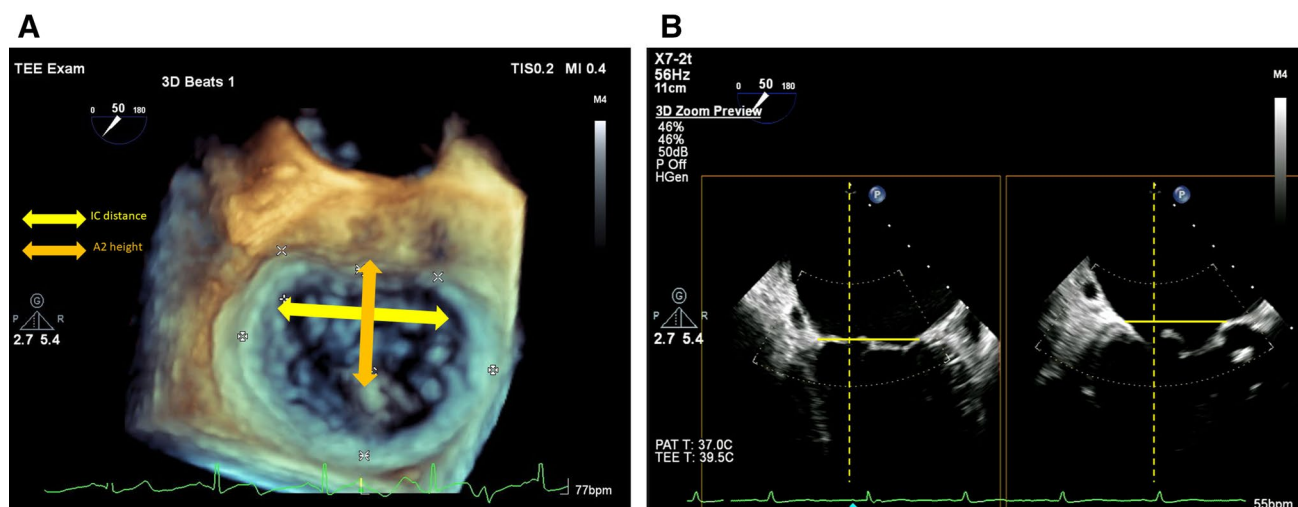 A
TEE Exam
3D Beats 1
TIS0.2 MI 0.4
M4
0 50 180
IC distance
A2 height
G
P R
2.7 5.4
77bpm
B
X7-2t
56Hz
11cm
0 50 180
M4
3D Zoom Preview
46%
46%
50dB
P Off
HGen
P
P
G
P R
2.7 5.4
PAT T: 37.0C
TEE T: 39.5C
55bpm